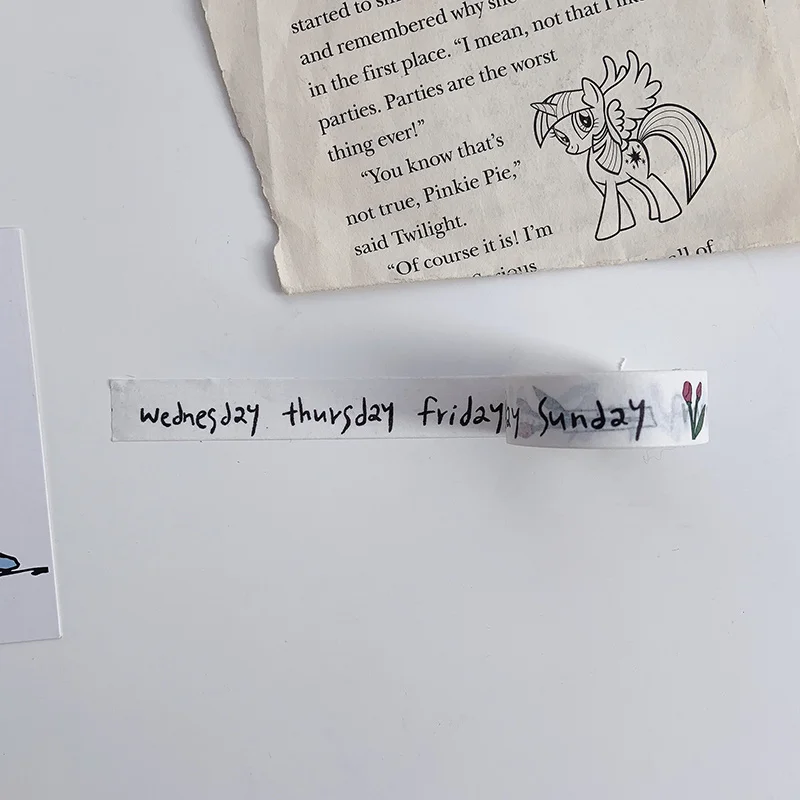 started to
and remembered why
in the first place. “I mean, not that I
parties. Parties are the worst
thing ever!”
“You know that’s
not true, Pinkie Pie,”
said Twilight.
“Of course it is! I’m
of
wednesday thursday friday sunday